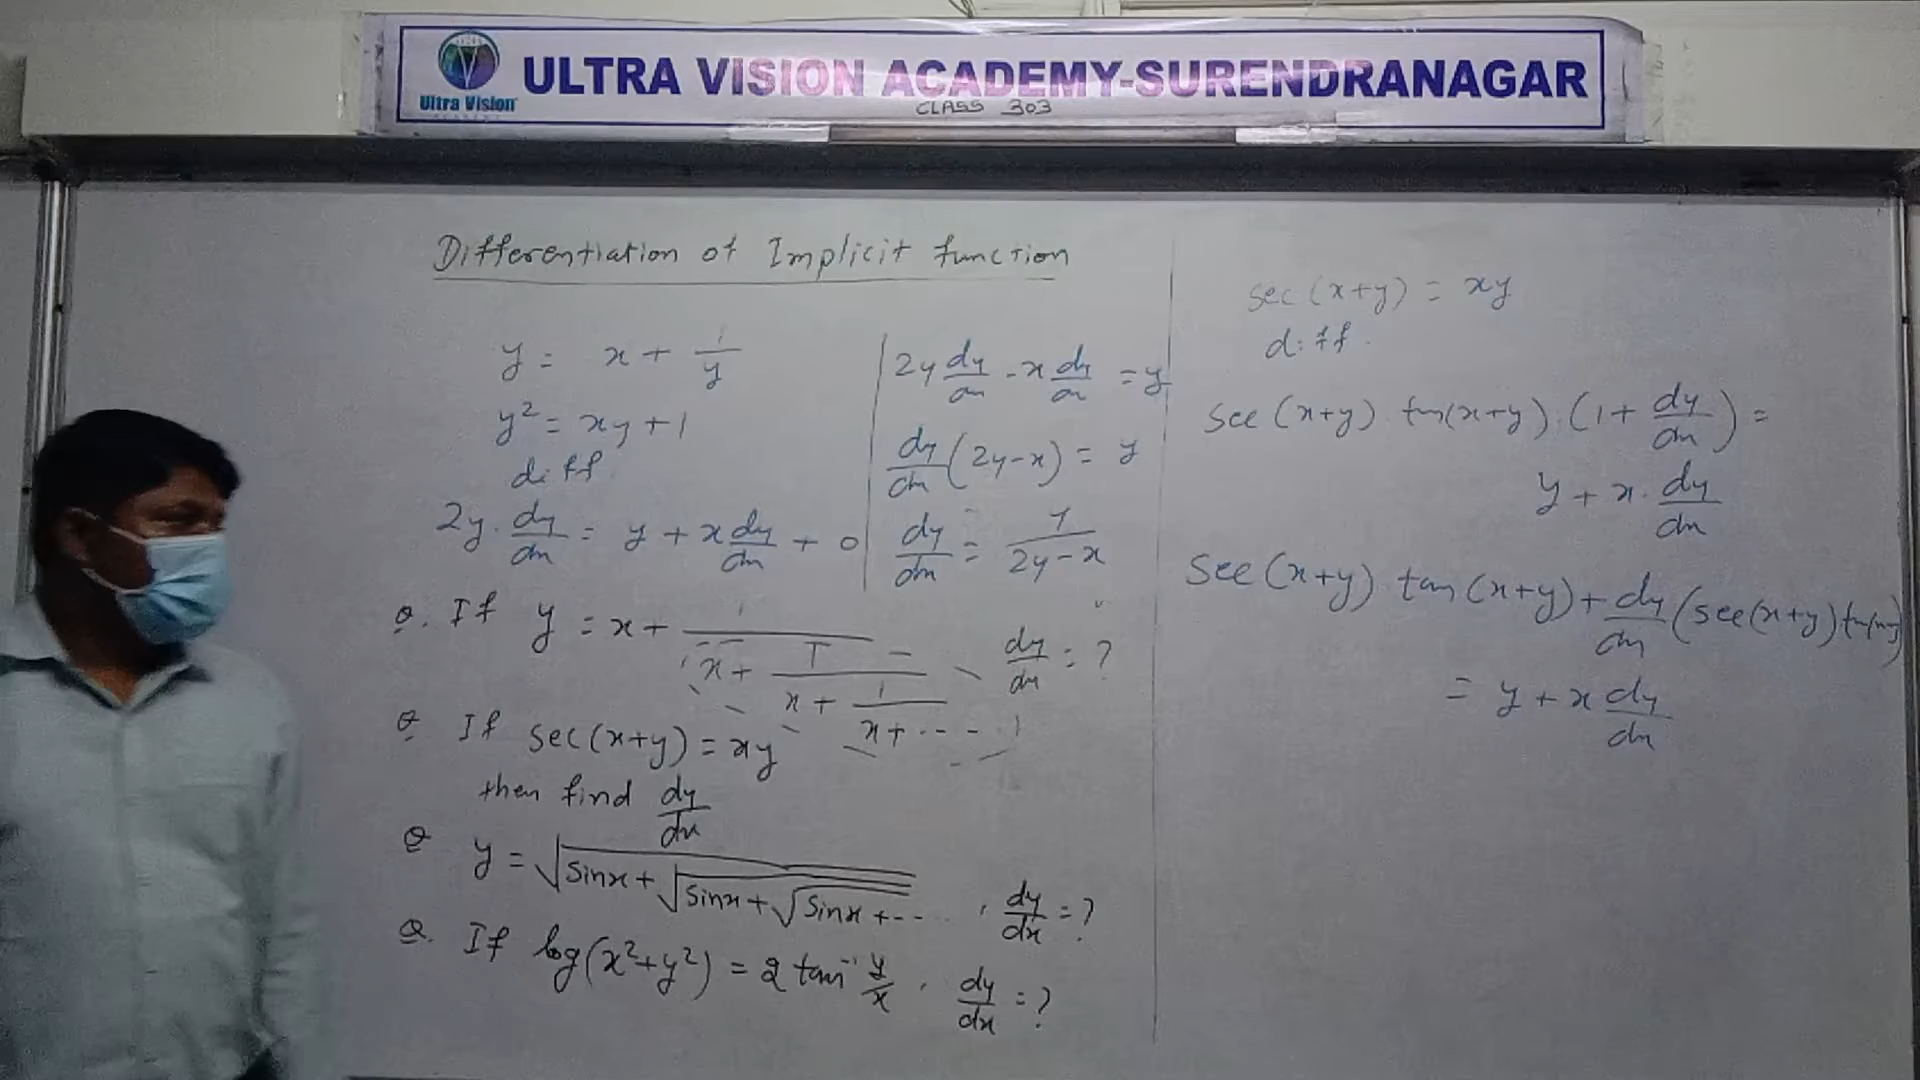 ULTRA VISION ACADEMY-SURENDRANAGAR
Ultra Vision
CLASS 303
Differentiation of Implicit function
y = x + 1/y
y² = xy + 1
diff
2y · dy/dx = y + x dy/dx + 0
2y dy/dx - x dy/dx = y
dy/dx (2y-x) = y
dy/dx = y/(2y-x)
Q. If y = x + 1/(x + 1/(x + 1/(x + ---))) dy/dx = ?
Q If sec(x+y) = xy
then find dy/dx
Q y = √(sinx + √(sinx + √(sinx + --- , dy/dx = ?
Q. If log(x²+y²) = 2 tan⁻¹ y/x , dy/dx = ?
sec(x+y) = xy
diff.
sec(x+y) tan(x+y) · (1 + dy/dx) =
y + x · dy/dx
sec(x+y) tan(x+y) + dy/dx (sec(x+y) tan(x+y))
= y + x dy/dx